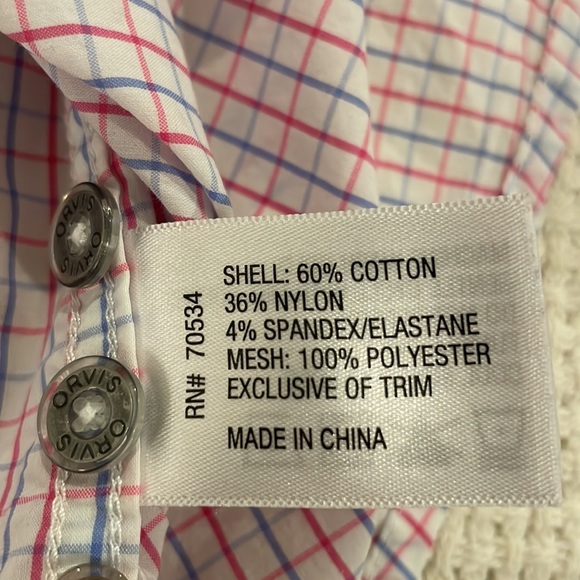 ORVIS ORVIS
ORVIS ORVIS
RN# 70534
SHELL: 60% COTTON
36% NYLON
4% SPANDEX/ELASTANE
MESH: 100% POLYESTER
EXCLUSIVE OF TRIM
MADE IN CHINA